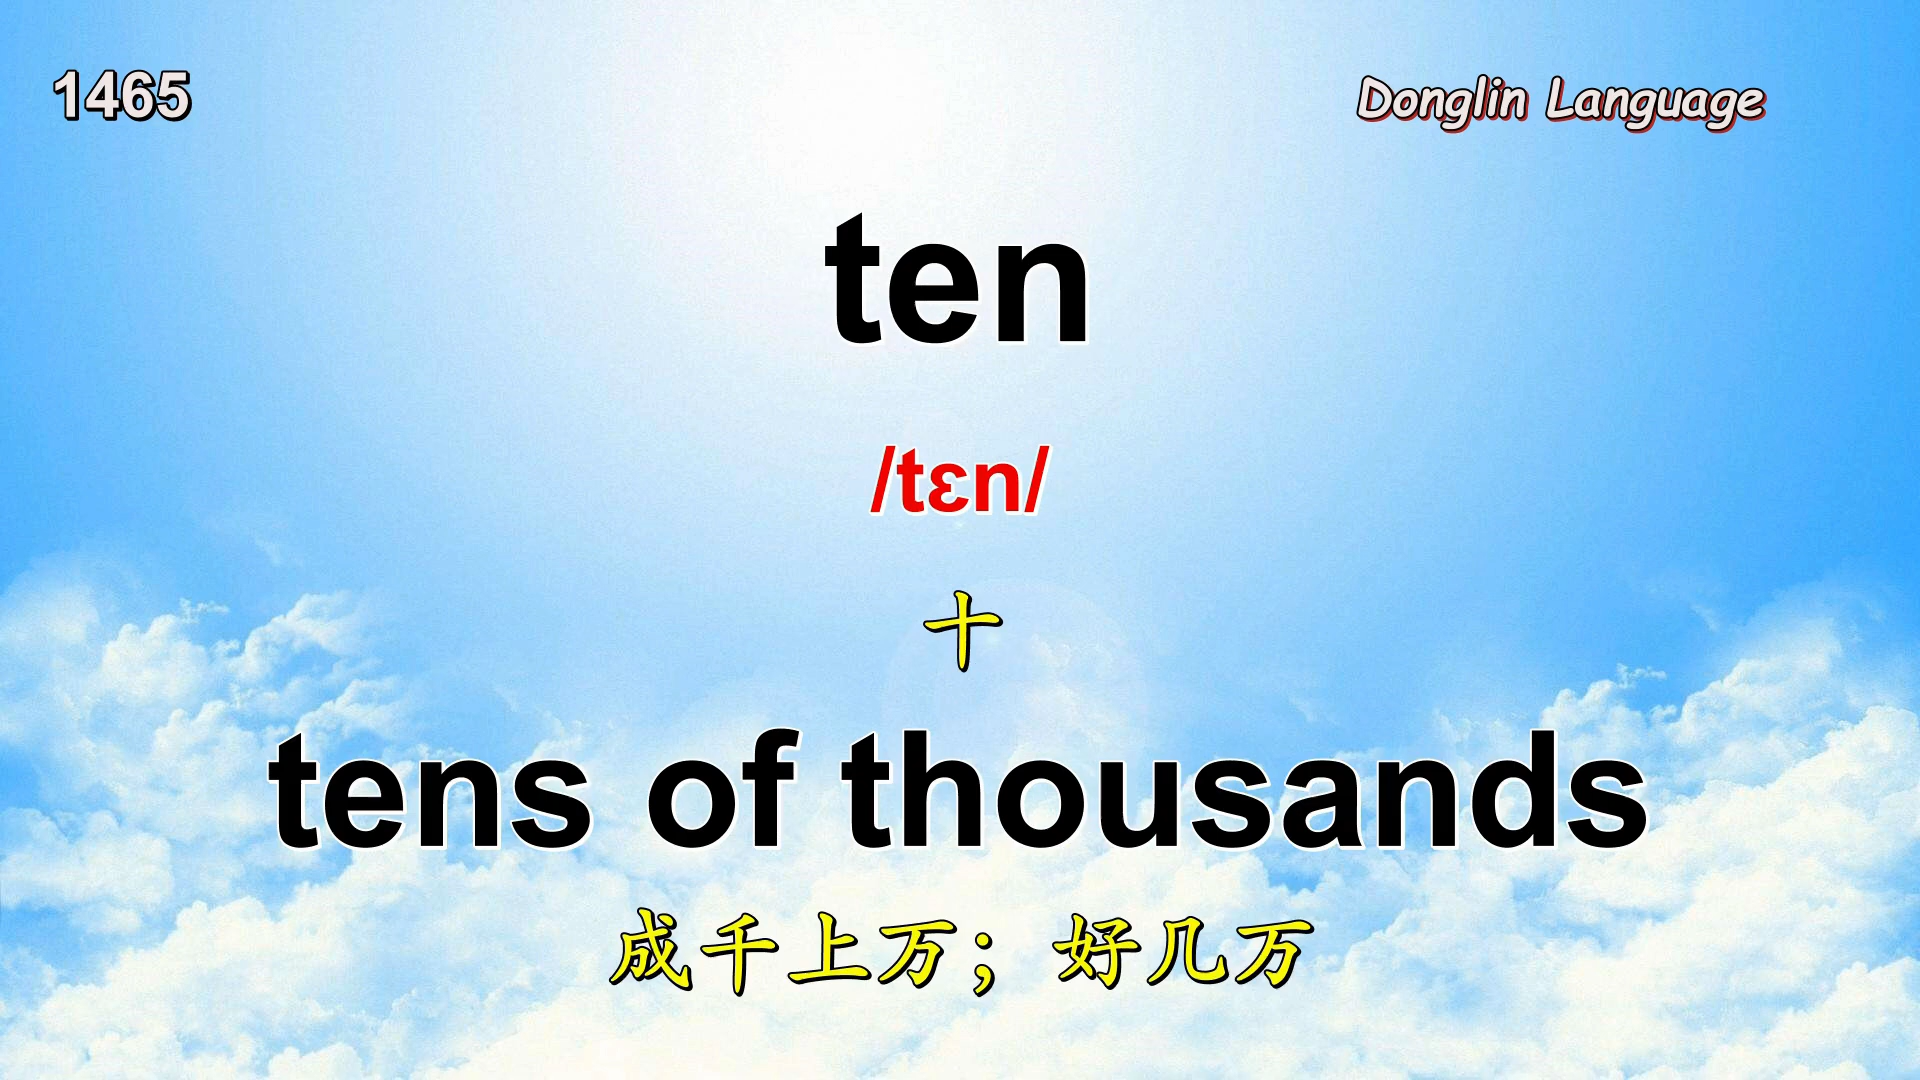 1465
Donglin Language
ten
/tɛn/
十
tens of thousands
成千上万；好几万